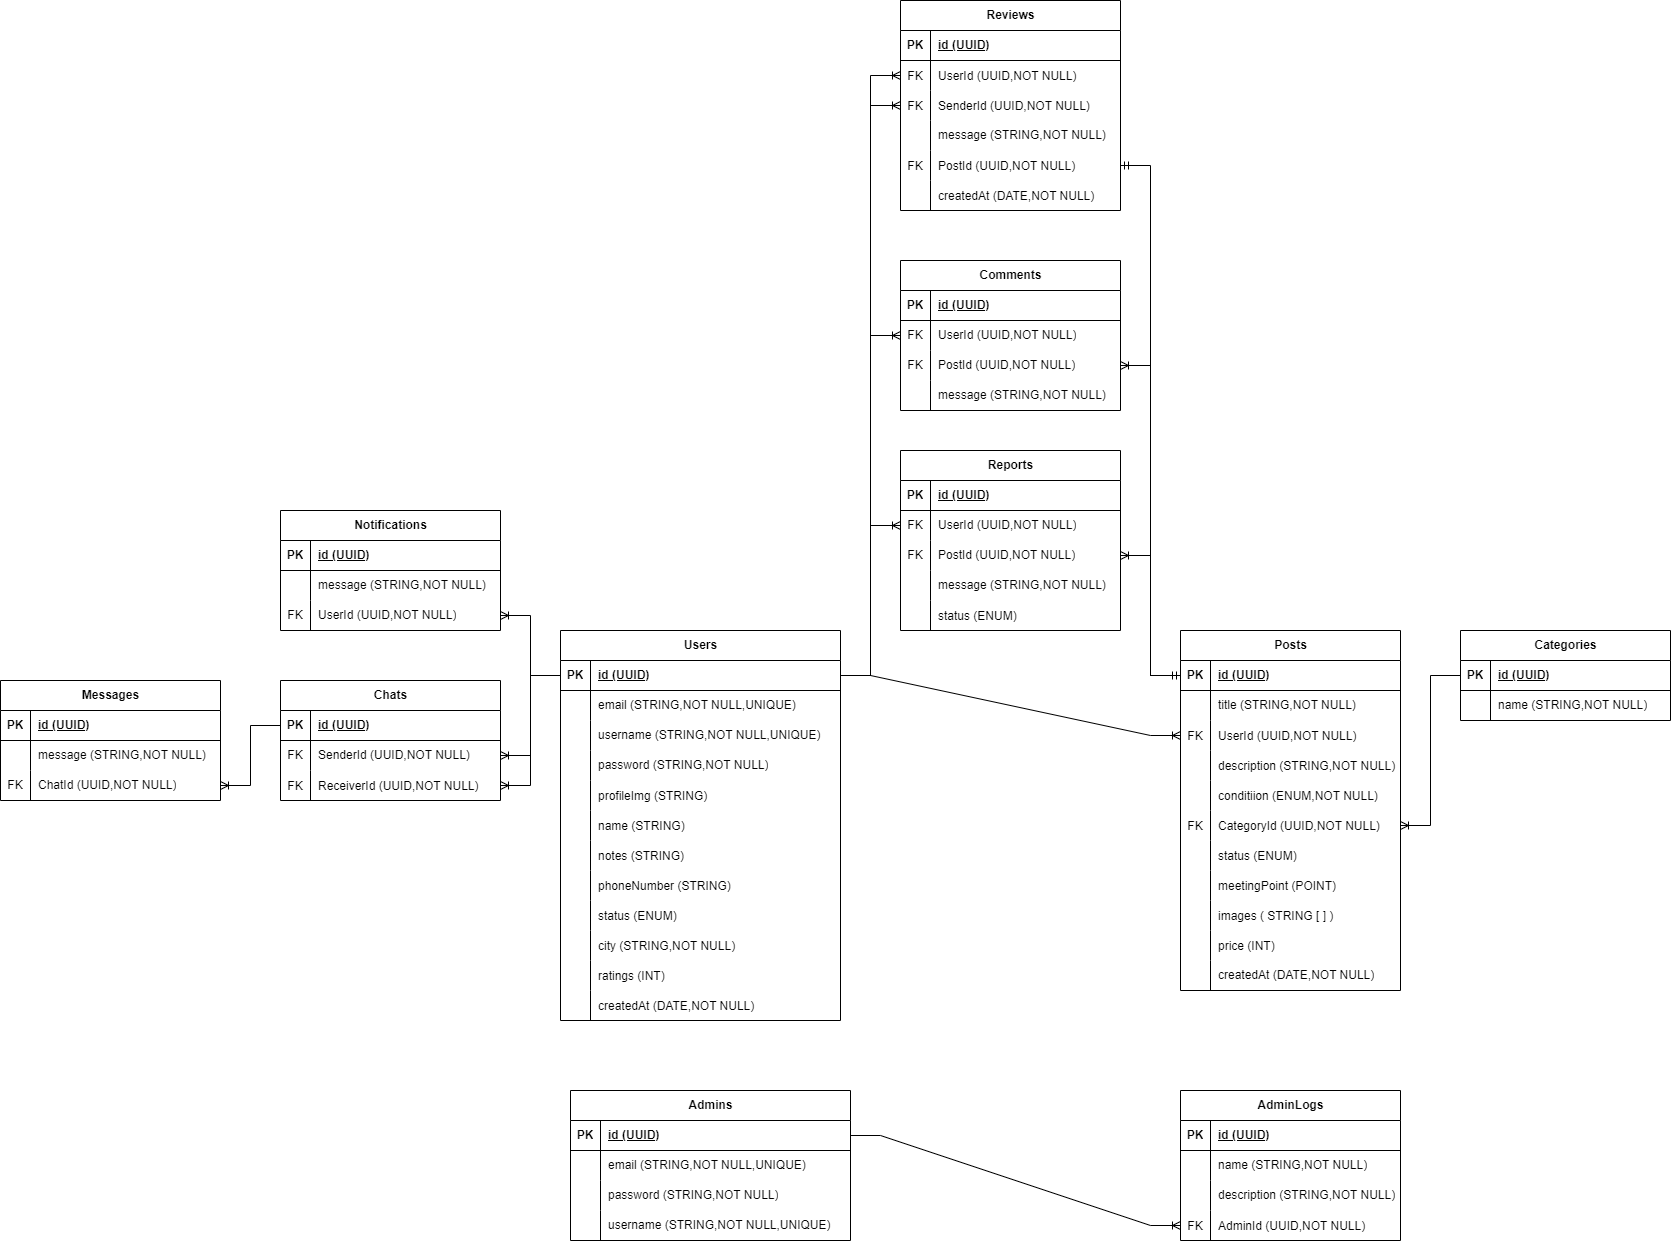 Reviews
PK id (UUID)
FK UserId (UUID,NOT NULL)
FK SenderId (UUID,NOT NULL)
message (STRING,NOT NULL)
FK PostId (UUID,NOT NULL)
createdAt (DATE,NOT NULL)
Comments
PK id (UUID)
FK UserId (UUID,NOT NULL)
FK PostId (UUID,NOT NULL)
message (STRING,NOT NULL)
Reports
PK id (UUID)
FK UserId (UUID,NOT NULL)
FK PostId (UUID,NOT NULL)
message (STRING,NOT NULL)
status (ENUM)
Notifications
PK id (UUID)
message (STRING,NOT NULL)
FK UserId (UUID,NOT NULL)
Messages
PK id (UUID)
message (STRING,NOT NULL)
FK ChatId (UUID,NOT NULL)
Chats
PK id (UUID)
FK SenderId (UUID,NOT NULL)
FK ReceiverId (UUID,NOT NULL)
Users
PK id (UUID)
email (STRING,NOT NULL,UNIQUE)
username (STRING,NOT NULL,UNIQUE)
password (STRING,NOT NULL)
profileImg (STRING)
name (STRING)
notes (STRING)
phoneNumber (STRING)
status (ENUM)
city (STRING,NOT NULL)
ratings (INT)
createdAt (DATE,NOT NULL)
Posts
PK id (UUID)
title (STRING,NOT NULL)
FK UserId (UUID,NOT NULL)
description (STRING,NOT NULL)
conditiion (ENUM,NOT NULL)
FK CategoryId (UUID,NOT NULL)
status (ENUM)
meetingPoint (POINT)
images ( STRING [ ] )
price (INT)
createdAt (DATE,NOT NULL)
Categories
PK id (UUID)
name (STRING,NOT NULL)
Admins
PK id (UUID)
email (STRING,NOT NULL,UNIQUE)
password (STRING,NOT NULL)
username (STRING,NOT NULL,UNIQUE)
AdminLogs
PK id (UUID)
name (STRING,NOT NULL)
description (STRING,NOT NULL)
FK AdminId (UUID,NOT NULL)